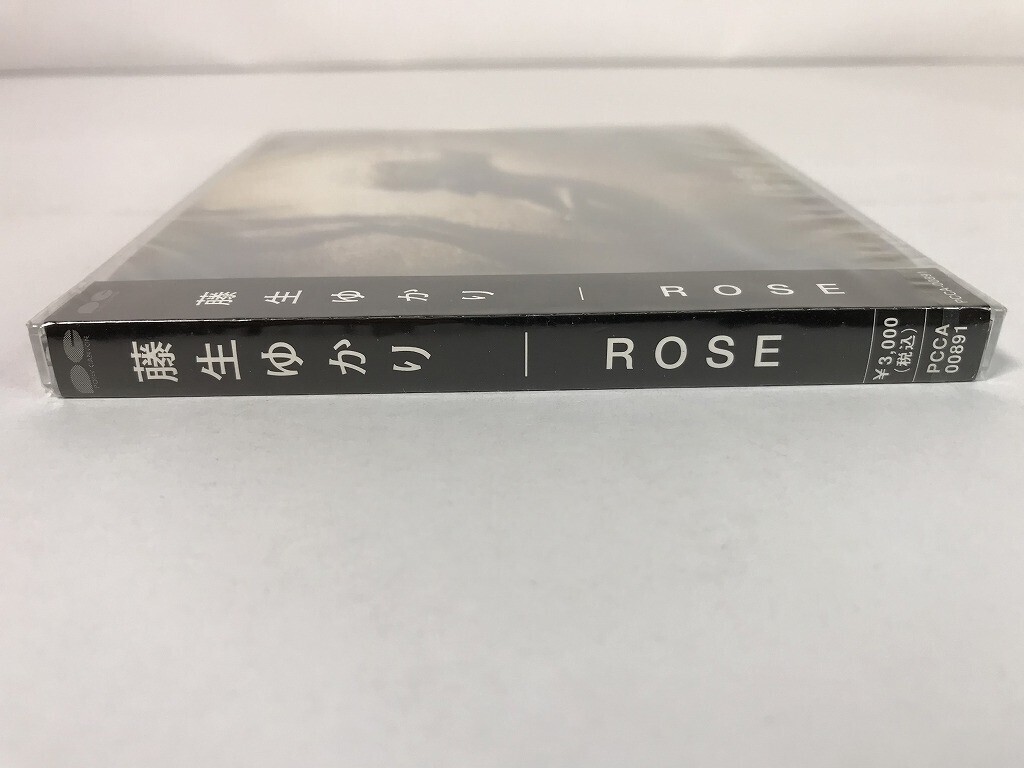 藤生ゆかり | ROSE
藤生ゆかり | ROSE
¥3,000
(税込)
PCCA
00891